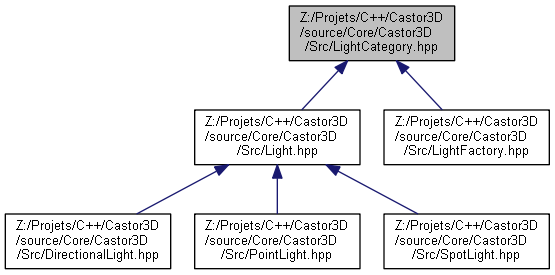 Z:/Projets/C++/Castor3D
/source/Core/Castor3D
/Src/LightCategory.hpp
Z:/Projets/C++/Castor3D
/source/Core/Castor3D
/Src/Light.hpp
Z:/Projets/C++/Castor3D
/source/Core/Castor3D
/Src/LightFactory.hpp
Z:/Projets/C++/Castor3D
/source/Core/Castor3D
/Src/DirectionalLight.hpp
Z:/Projets/C++/Castor3D
/source/Core/Castor3D
/Src/PointLight.hpp
Z:/Projets/C++/Castor3D
/source/Core/Castor3D
/Src/SpotLight.hpp